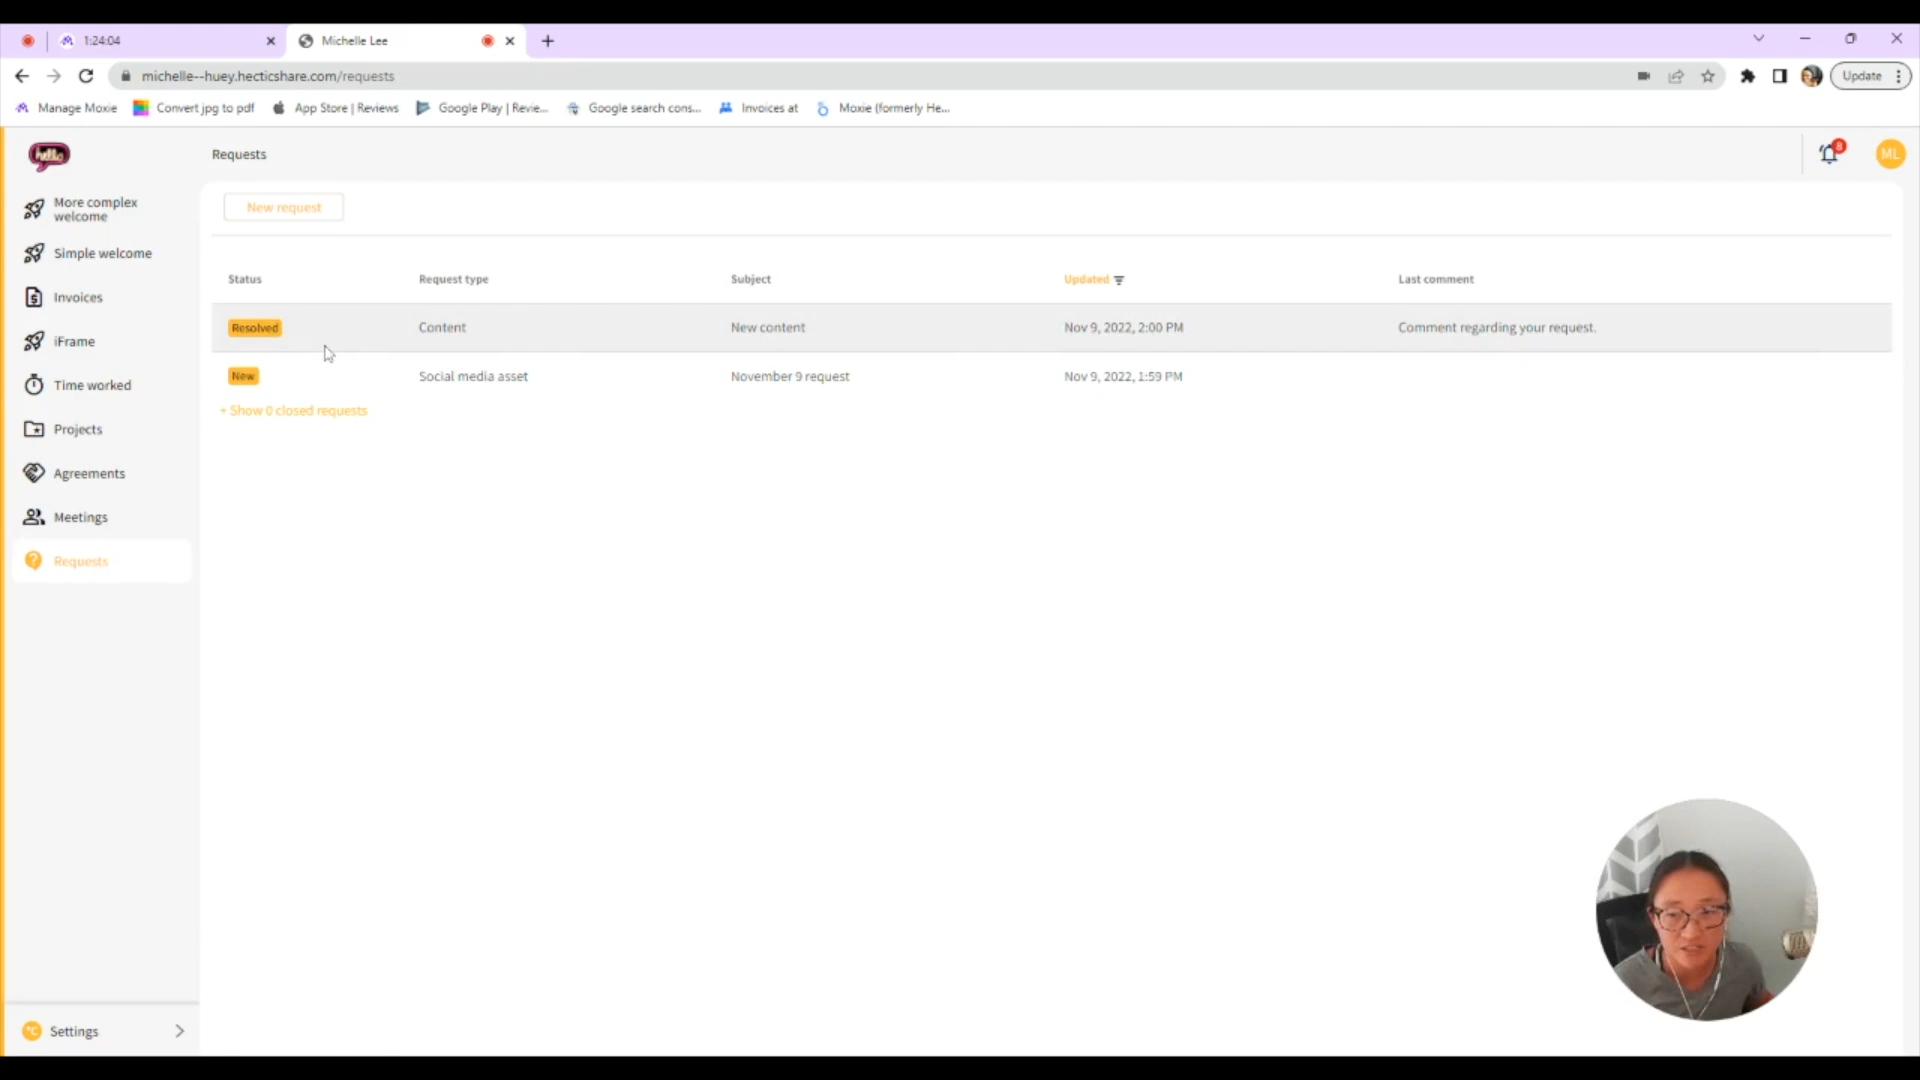 1:24:04
Michelle Lee
michelle--huey.hecticshare.com/requests
Update
Manage Moxie
Convert jpg to pdf
App Store | Reviews
Google Play | Revie...
Google search cons...
Invoices at
Moxie (formerly He...
hello
Requests
8
ML
More complex
welcome
Simple welcome
Invoices
iFrame
Time worked
Projects
Agreements
Meetings
Requests
New request
Status
Request type
Subject
Updated
Last comment
Resolved
Content
New content
Nov 9, 2022, 2:00 PM
Comment regarding your request.
New
Social media asset
November 9 request
Nov 9, 2022, 1:59 PM
+ Show 0 closed requests
Settings